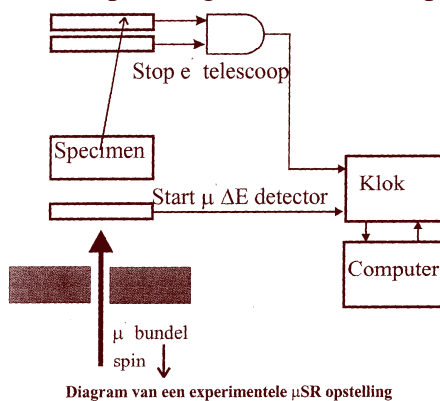 Stop e telescoop
Specimen
Start μ ΔE detector
Klok
Computer
μ bundel
spin
Diagram van een experimentele μSR opstelling